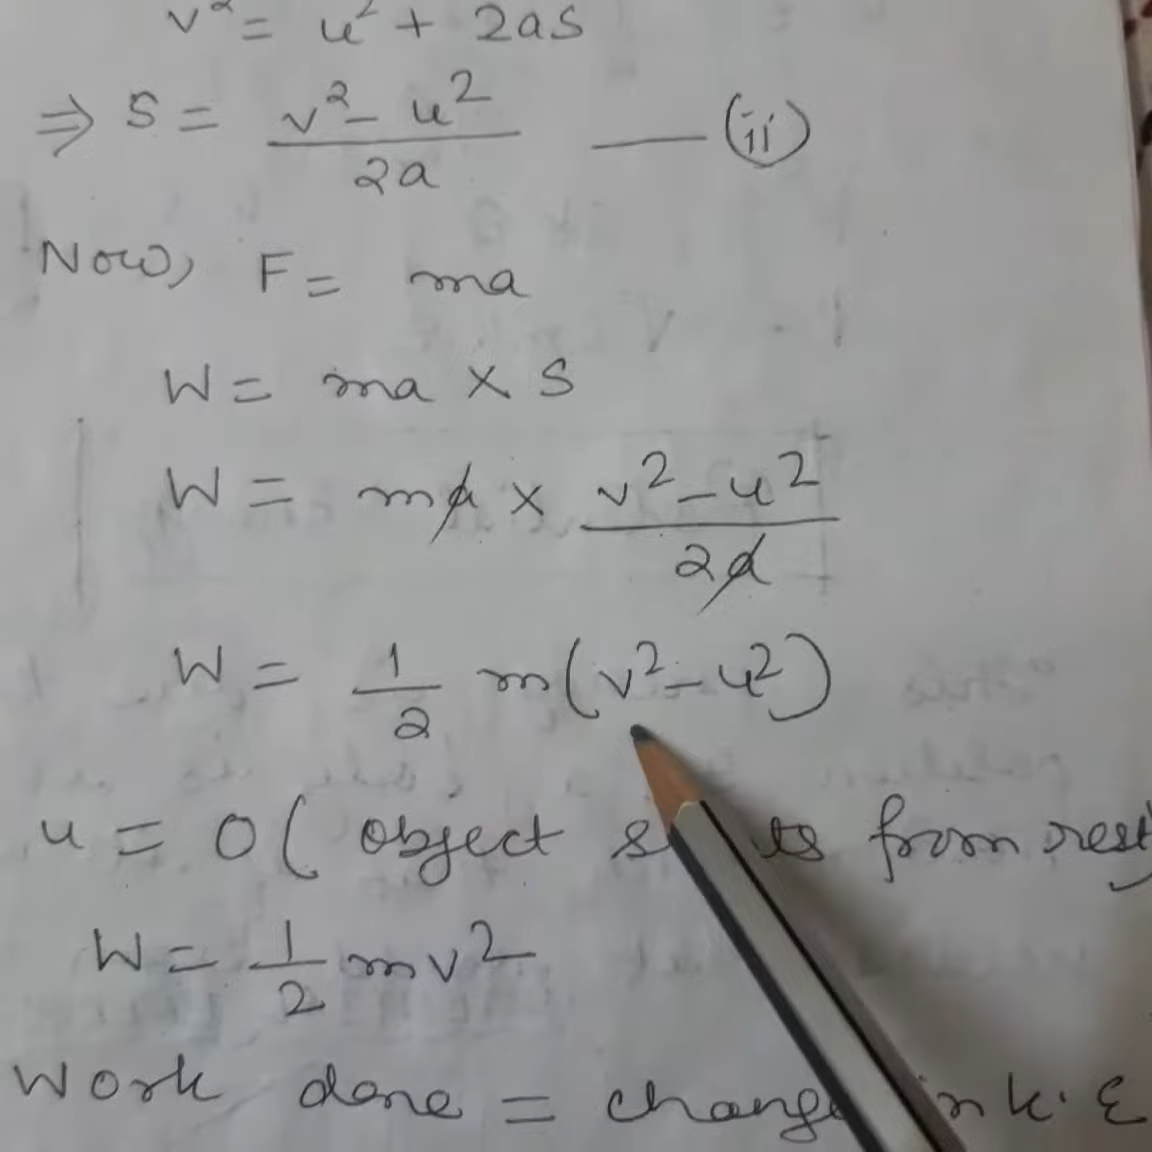 v² = u² + 2as
⇒ S = (v² - u²)/2a —— (ii)
Now, F = ma
W = ma × s
W = ma × (v² - u²)/2a
W = 1/2 m(v² - u²)
u = 0 ( object from rest)
W = 1/2 mv²
Work done = change in k.E